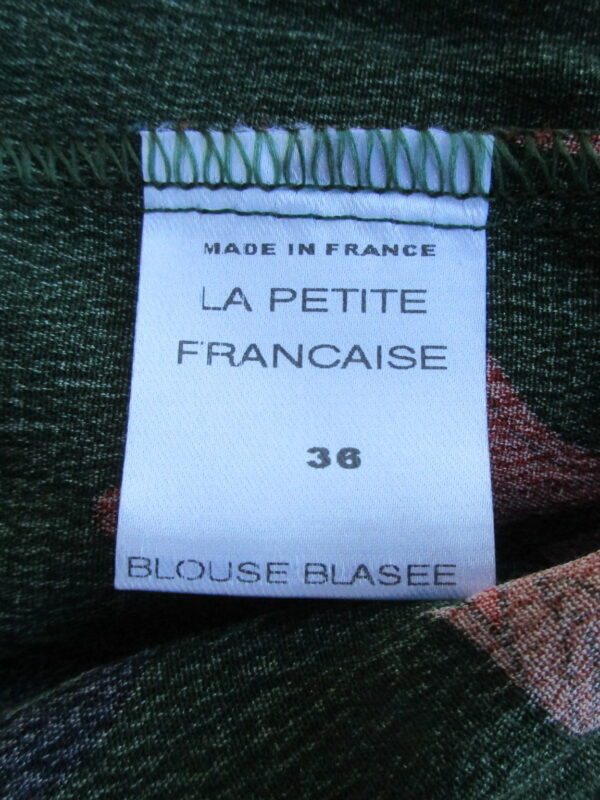 MADE IN FRANCE
LA PETITE
FRANCAISE
36
BLOUSE BLASEE